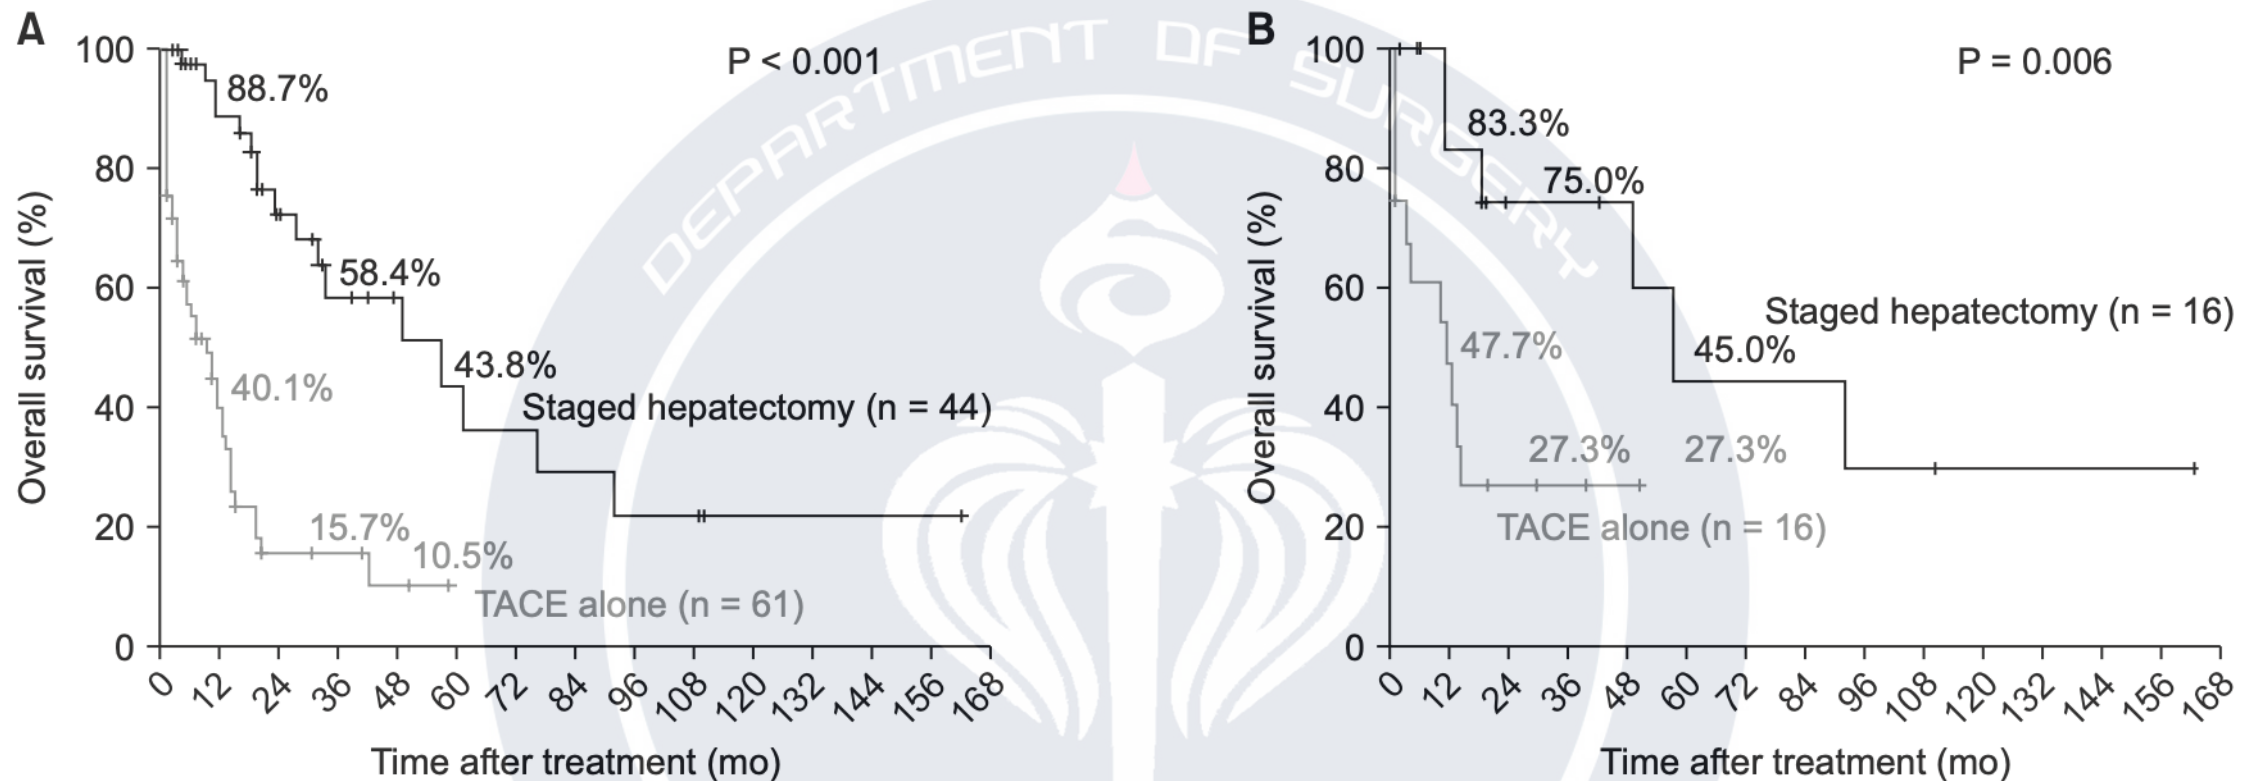 A
P < 0.001
Overall survival (%)
100
80
60
40
20
0
88.7%
58.4%
43.8%
Staged hepatectomy (n = 44)
40.1%
15.7%
10.5%
TACE alone (n = 61)
0 12 24 36 48 60 72 84 96 108 120 132 144 156 168
Time after treatment (mo)
B
P = 0.006
Overall survival (%)
100
80
60
40
20
0
83.3%
75.0%
Staged hepatectomy (n = 16)
45.0%
47.7%
27.3% 27.3%
TACE alone (n = 16)
0 12 24 36 48 60 72 84 96 108 120 132 144 156 168
Time after treatment (mo)
DEPARTMENT OF SURGERY